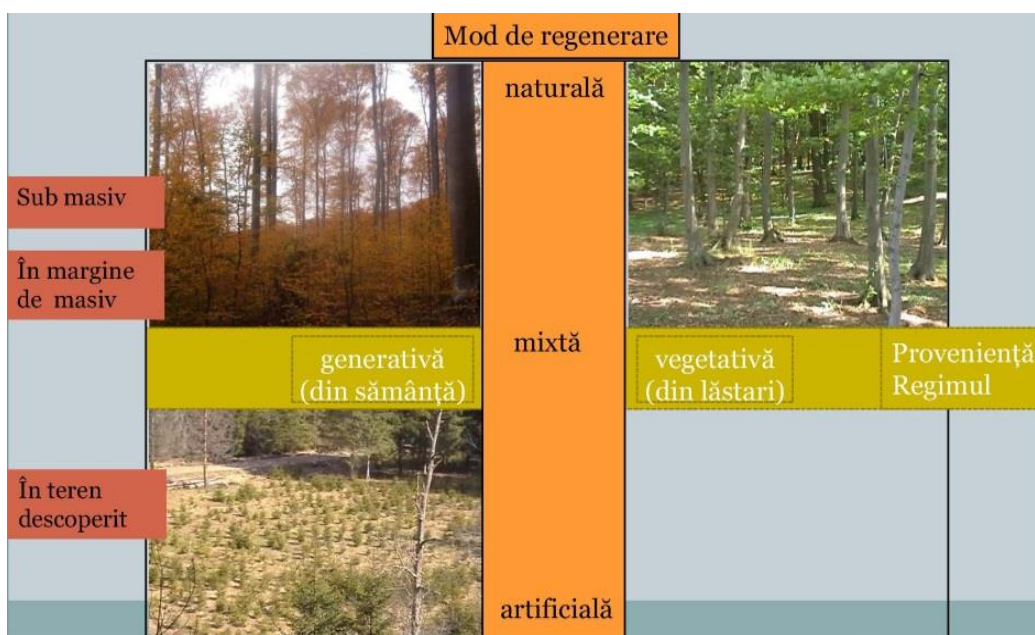 Mod de regenerare
naturală
Sub masiv
În margine
de masiv
generativă
(din sămânță)
mixtă
vegetativă
(din lăstari)
Proveniență
Regimul
În teren
descoperit
artificială